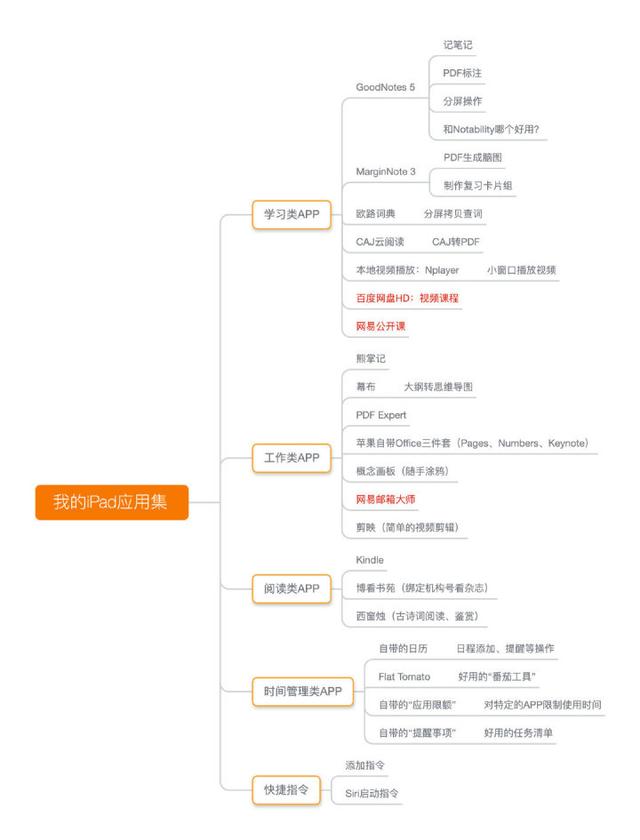 我的iPad应用集
学习类APP
GoodNotes 5
记笔记
PDF标注
分屏操作
和Notability哪个好用？
MarginNote 3
PDF生成脑图
制作复习卡片组
欧路词典
分屏拷贝查词
CAJ云阅读
CAJ转PDF
本地视频播放：Nplayer
小窗口播放视频
百度网盘HD：视频课程
网易公开课
工作类APP
熊掌记
幕布
大纲转思维导图
PDF Expert
苹果自带Office三件套（Pages、Numbers、Keynote）
概念画板（随手涂鸦）
网易邮箱大师
剪映（简单的视频剪辑）
阅读类APP
Kindle
博看书苑（绑定机构号看杂志）
西窗烛（古诗词阅读、鉴赏）
时间管理类APP
自带的日历
日程添加、提醒等操作
Flat Tomato
好用的“番茄工具”
自带的“应用限额”
对特定的APP限制使用时间
自带的“提醒事项”
好用的任务清单
快捷指令
添加指令
Siri启动指令